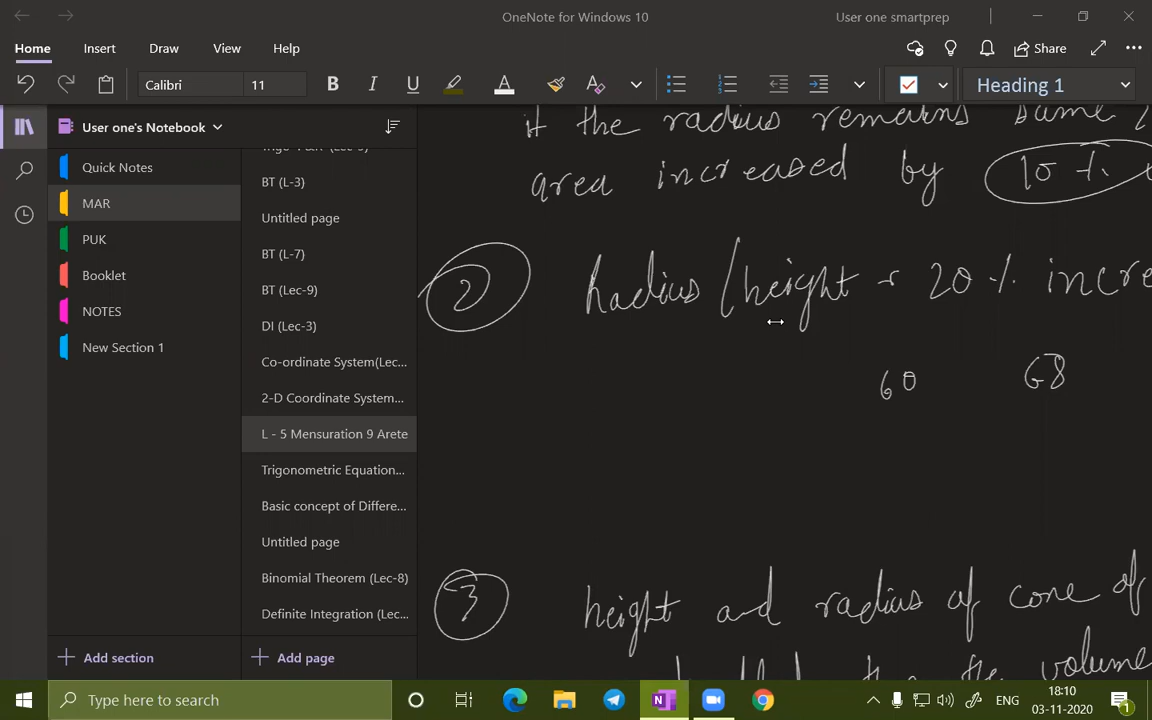 OneNote for Windows 10
User one smartprep
Home Insert Draw View Help
Share
Calibri 11 B I U A A Heading 1
User one's Notebook
Quick Notes
MAR
PUK
Booklet
NOTES
New Section 1
BT (L-3)
Untitled page
BT (L-7)
BT (Lec-9)
DI (Lec-3)
Co-ordinate System(Lec...
2-D Coordinate System...
L - 5 Mensuration 9 Arete
Trigonometric Equation...
Basic concept of Differe...
Untitled page
Binomial Theorem (Lec-8)
Definite Integration (Lec...
Add section
Add page
if the radius remains same
area increased by 10 %
2 Radius/height 20 % incre
60 68
3 height and radius of cone of
the volume
Type here to search
ENG
18:10
03-11-2020
1